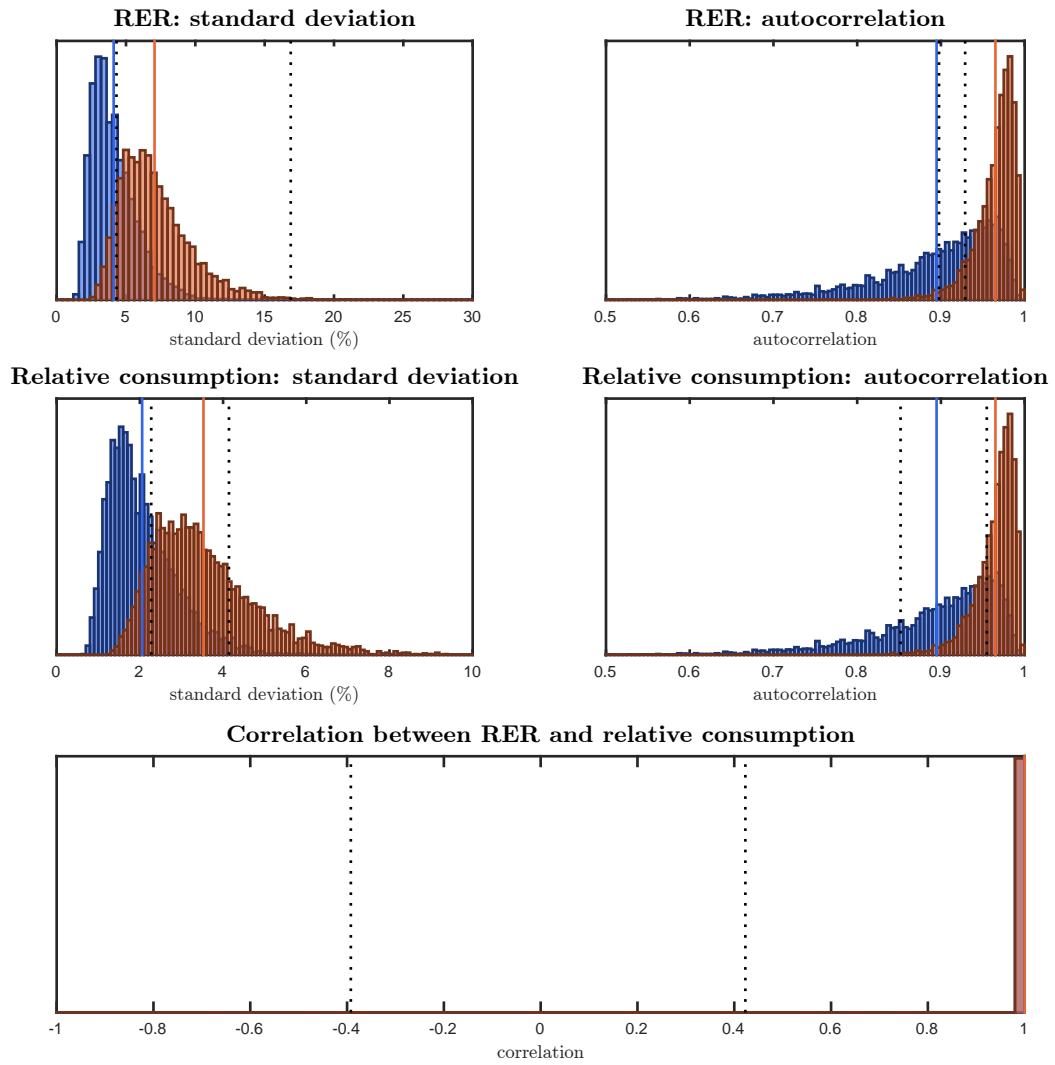 RER: standard deviation
RER: autocorrelation
0 5 10 15 20 25 30
0.5 0.6 0.7 0.8 0.9 1
standard deviation (%)
autocorrelation
Relative consumption: standard deviation
Relative consumption: autocorrelation
0 2 4 6 8 10
0.5 0.6 0.7 0.8 0.9 1
standard deviation (%)
autocorrelation
Correlation between RER and relative consumption
-1 -0.8 -0.6 -0.4 -0.2 0 0.2 0.4 0.6 0.8 1
correlation